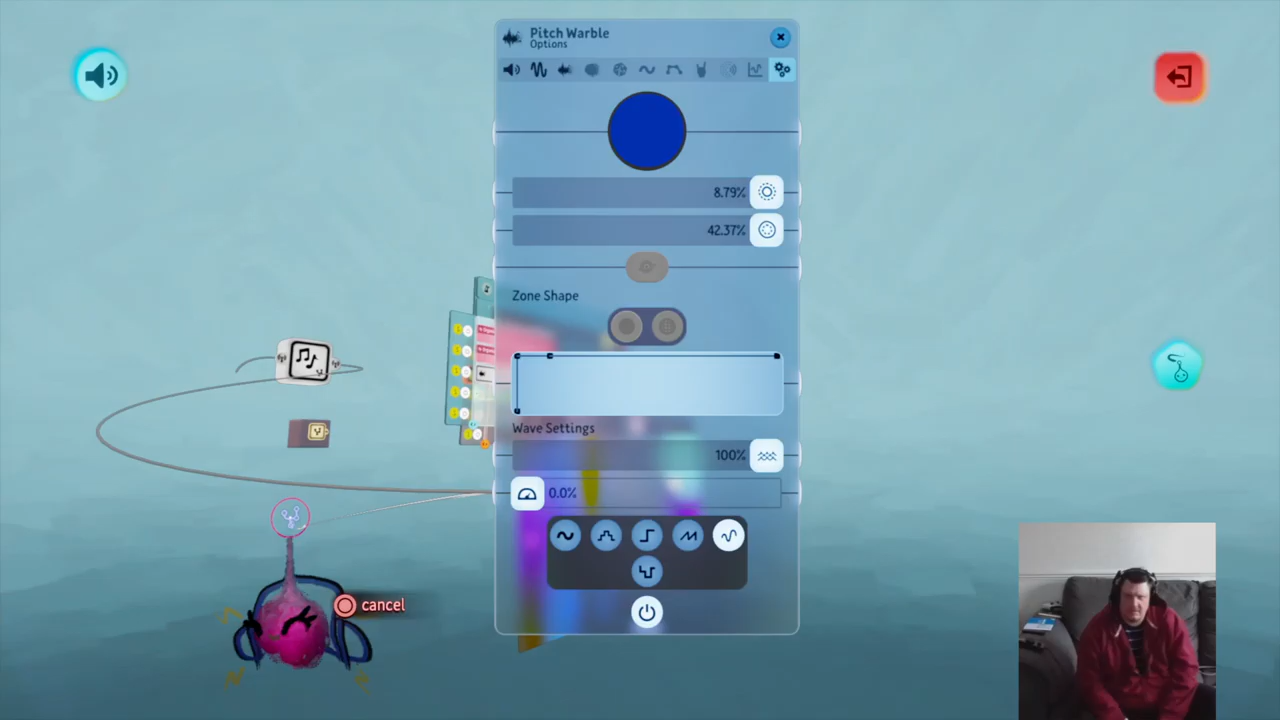 Pitch Warble
Options
8.79%
42.37%
Zone Shape
Wave Settings
100%
0.0%
cancel